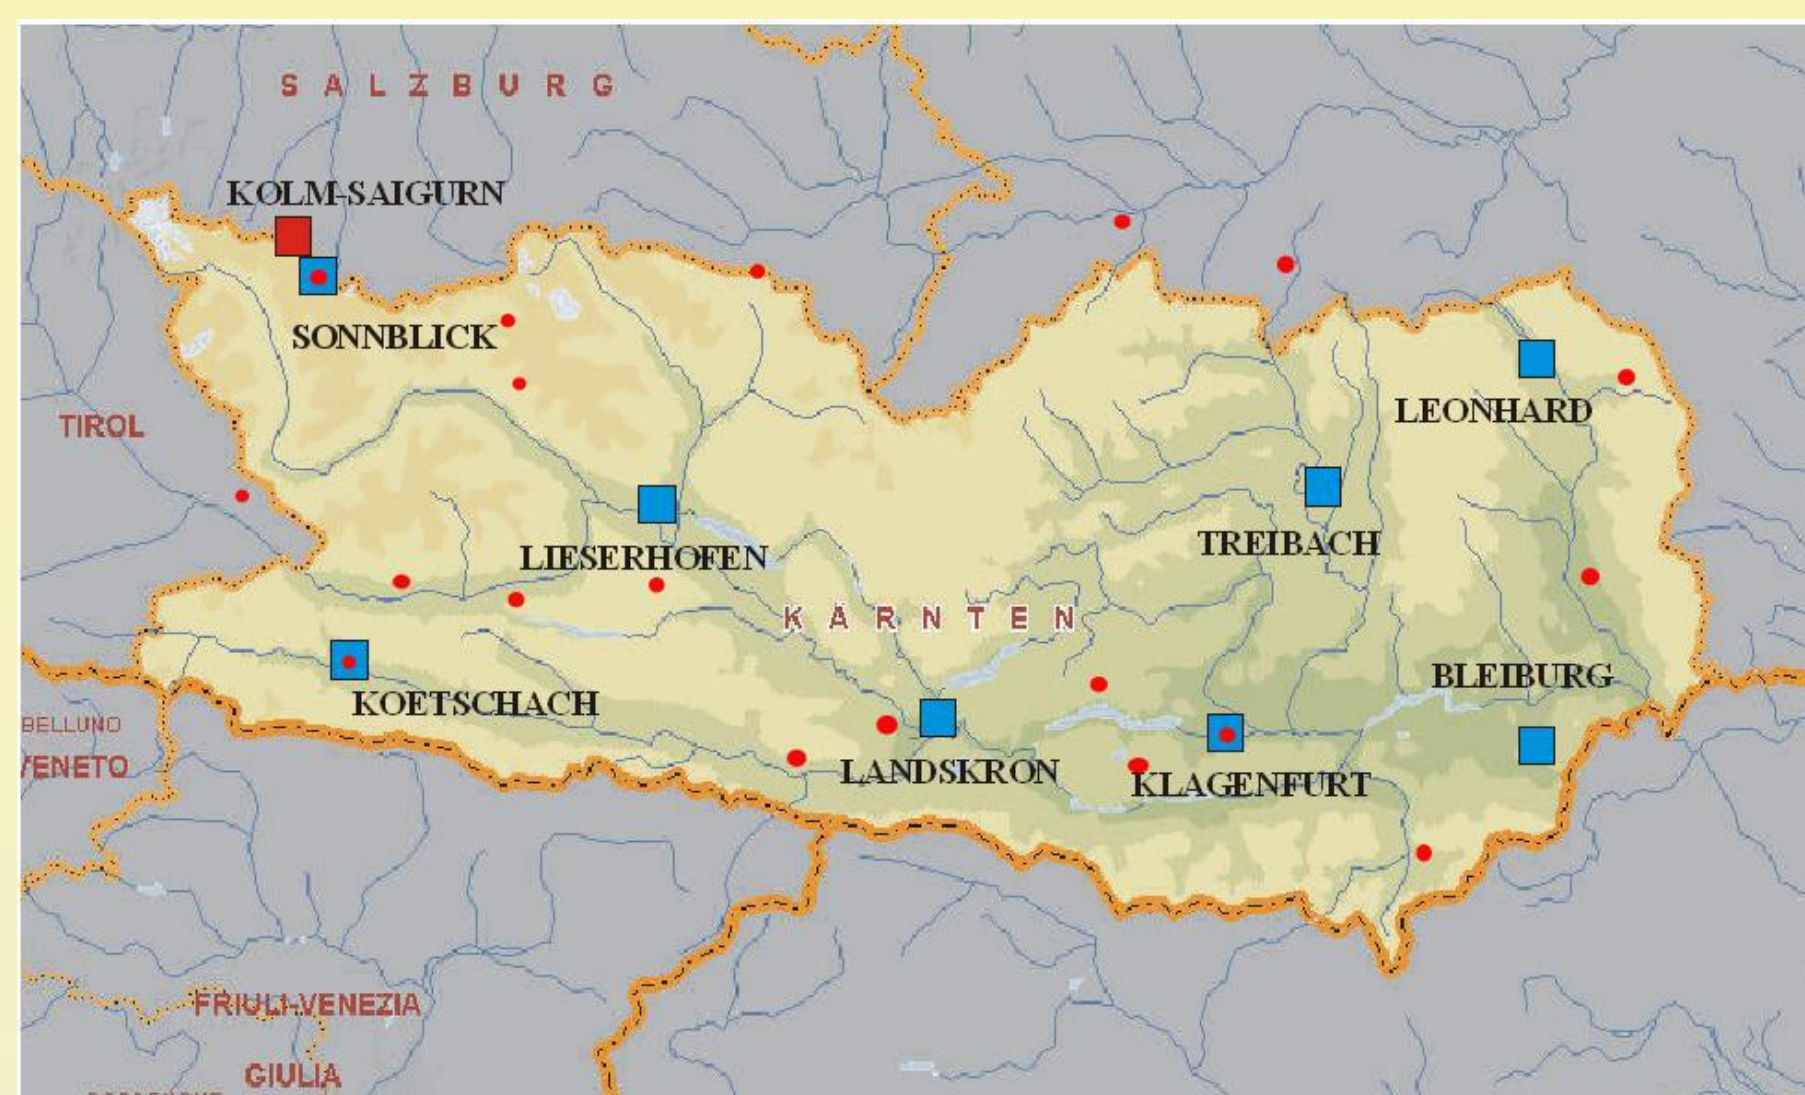 SALZBURG
KOLM-SAIGURN
SONNBLICK
TIROL
LEONHARD
TREIBACH
LIESERHOFEN
KÄRNTEN
BLEIBURG
KOETSCHACH
BELLUNO
VENETO
LANDSKRON
KLAGENFURT
FRIULI-VENEZIA
GIULIA